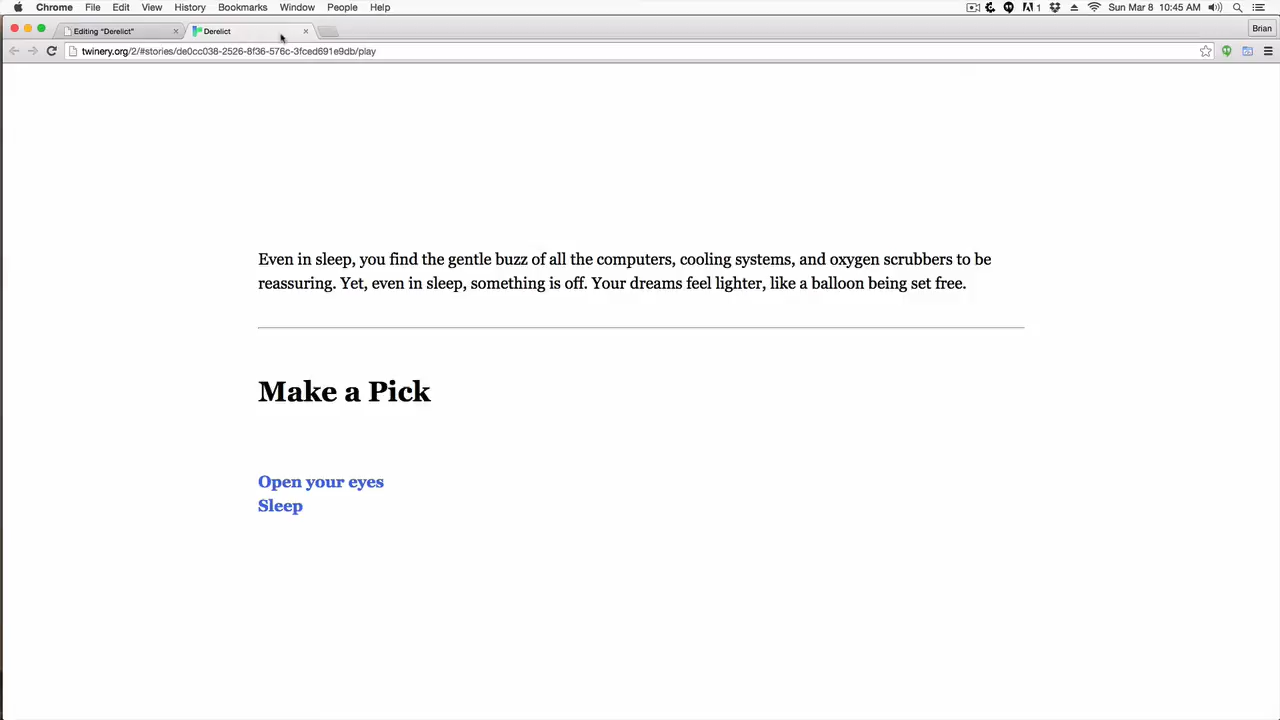 Chrome File Edit View History Bookmarks Window People Help 1 Sun Mar 8 10:45 AM
Editing "Derelict" Derelict Brian
twinery.org/2/#stories/de0cc038-2526-8f36-576c-3fced691e9db/play
Even in sleep, you find the gentle buzz of all the computers, cooling systems, and oxygen scrubbers to be
reassuring. Yet, even in sleep, something is off. Your dreams feel lighter, like a balloon being set free.
Make a Pick
Open your eyes
Sleep